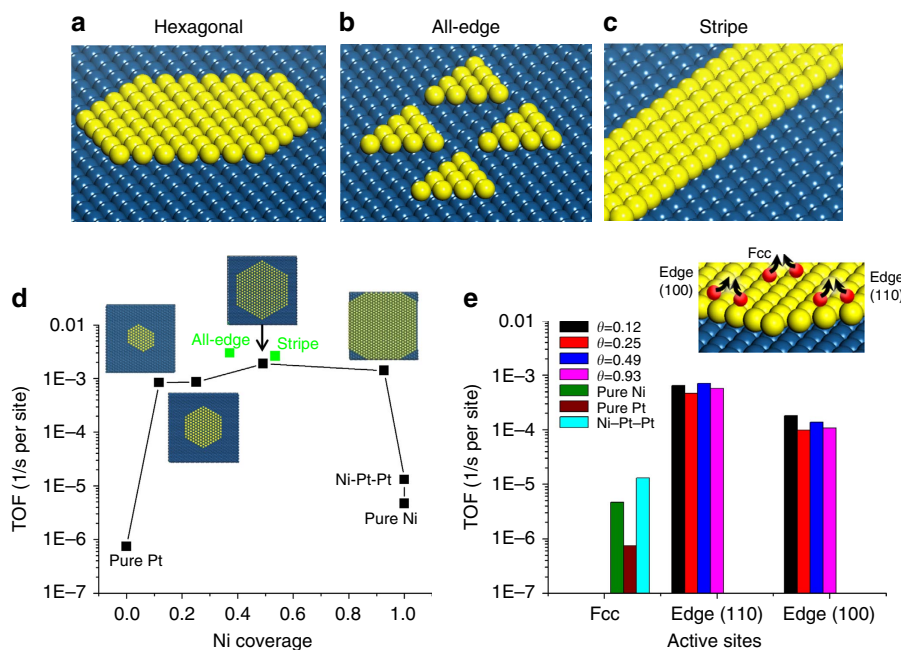 a Hexagonal
b All-edge
c Stripe
d
0.01
1E–3
1E–4
1E–5
1E–6
1E–7
TOF (1/s per site)
All-edge
Stripe
Ni-Pt-Pt
Pure Ni
Pure Pt
0.0 0.2 0.4 0.6 0.8 1.0
Ni coverage
e
Fcc
Edge
(100)
Edge
(110)
0.01
1E–3
1E–4
1E–5
1E–6
1E–7
TOF (1/s per site)
θ=0.12
θ=0.25
θ=0.49
θ=0.93
Pure Ni
Pure Pt
Ni–Pt–Pt
Fcc Edge (110) Edge (100)
Active sites